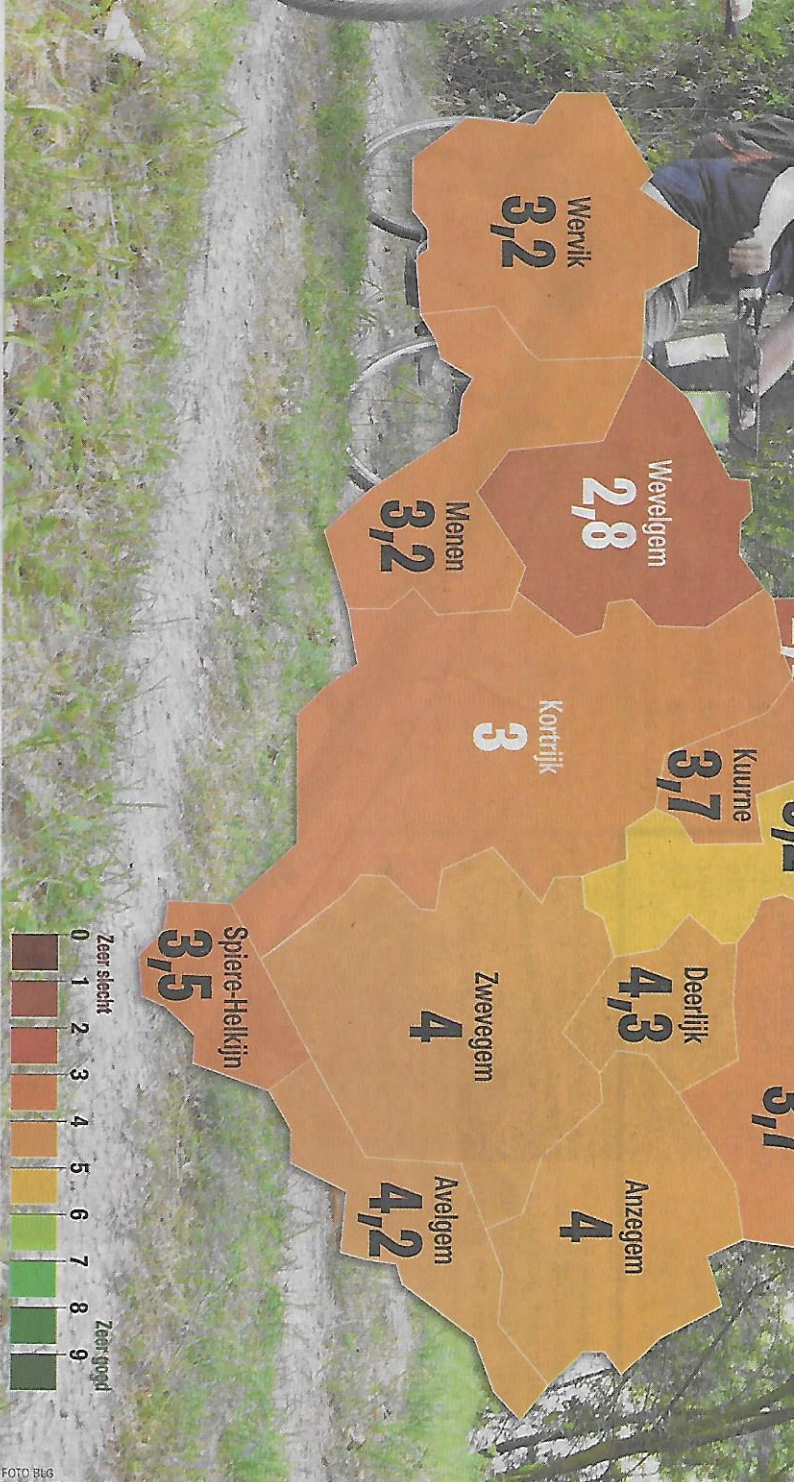 Wervik
3,2
Wevelgem
2,8
Menen
3,2
Kortrijk
3
Kuurne
3,7
Deerlijk
4,3
3,7
Zwevegem
4
Anzegem
4
Spiere-Helkijn
3,5
Avelgem
4,2
Zeer slecht Zeer goed
0 1 2 3 4 5 6 7 8 9
FOTO BLG